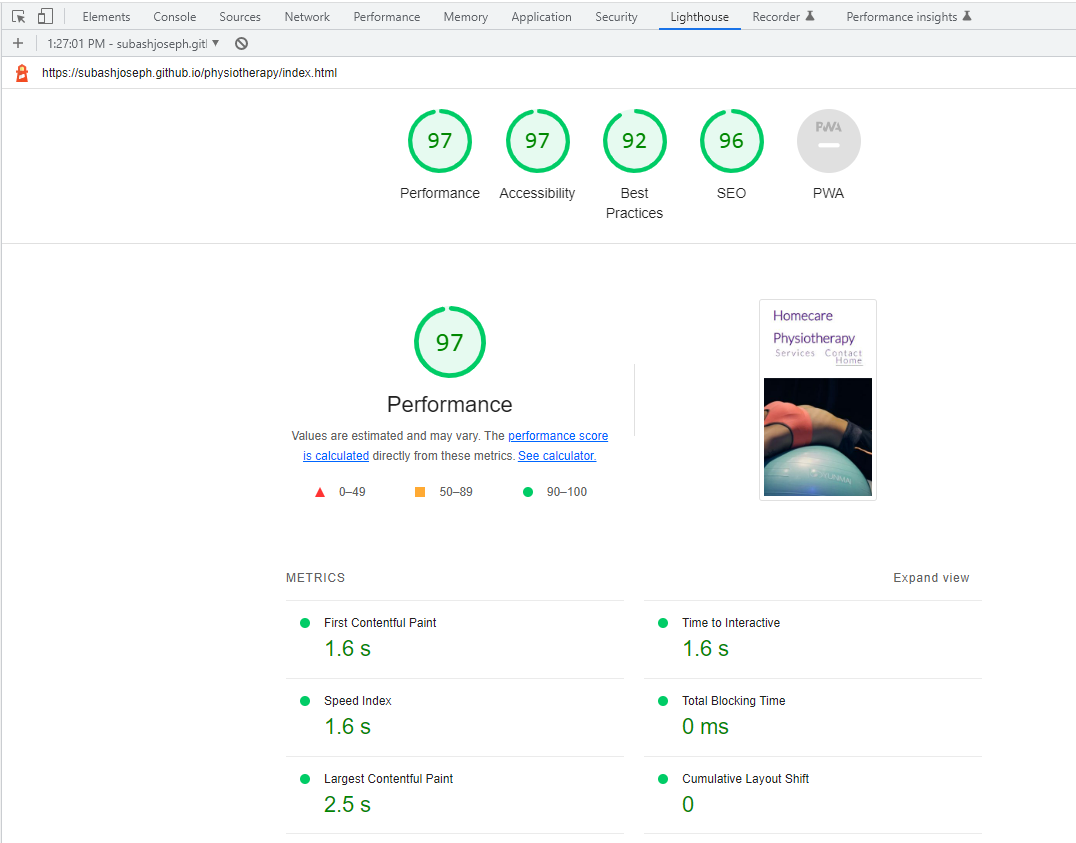 Elements Console Sources Network Performance Memory Application Security Lighthouse Recorder Performance insights
1:27:01 PM - subashjoseph.git
https://subashjoseph.github.io/physiotherapy/index.html
97 97 92 96 PWA
Performance Accessibility Best Practices SEO PWA
97
Performance
Values are estimated and may vary. The performance score
is calculated directly from these metrics. See calculator.
0–49 50–89 90–100
Homecare
Physiotherapy
Services Contact
Home
METRICS Expand view
First Contentful Paint
1.6 s
Time to Interactive
1.6 s
Speed Index
1.6 s
Total Blocking Time
0 ms
Largest Contentful Paint
2.5 s
Cumulative Layout Shift
0